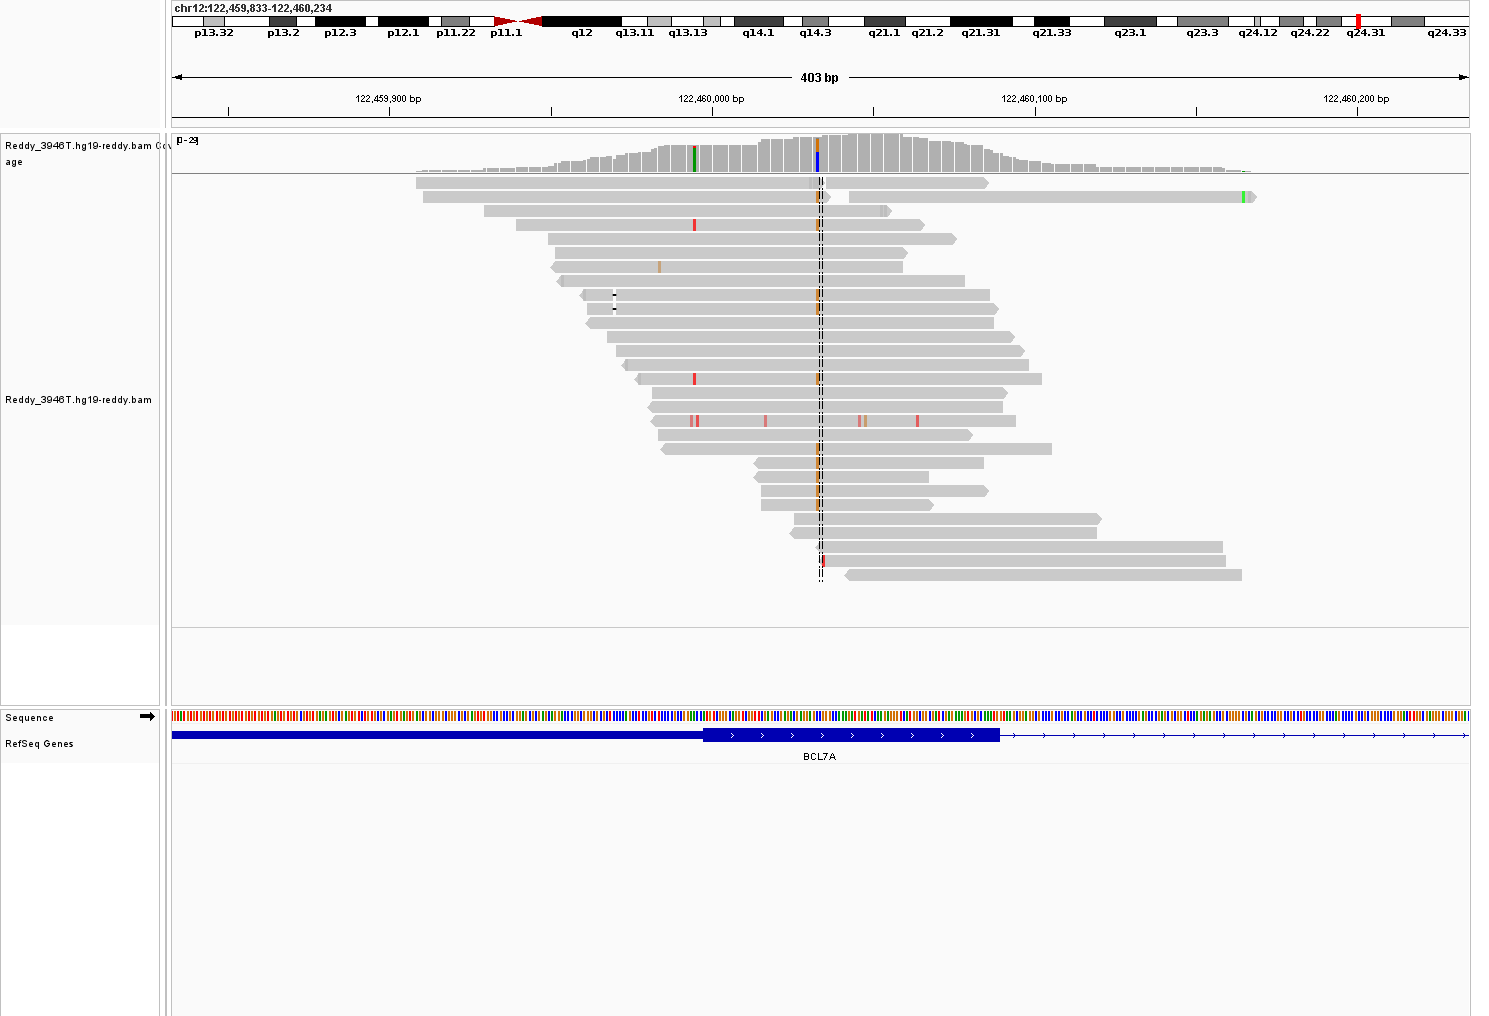 chr12:122,459,833-122,460,234
p13.32 p13.2 p12.3 p12.1 p11.22 p11.1 q12 q13.11 q13.13 q14.1 q14.3 q21.1 q21.2 q21.31 q21.33 q23.1 q23.3 q24.12 q24.22 q24.31 q24.33
403 bp
122,459,900 bp 122,460,000 bp 122,460,100 bp 122,460,200 bp
[0-29]
Reddy_3946T.hg19-reddy.bam Cov
age
Reddy_3946T.hg19-reddy.bam
Sequence
RefSeq Genes
BCL7A